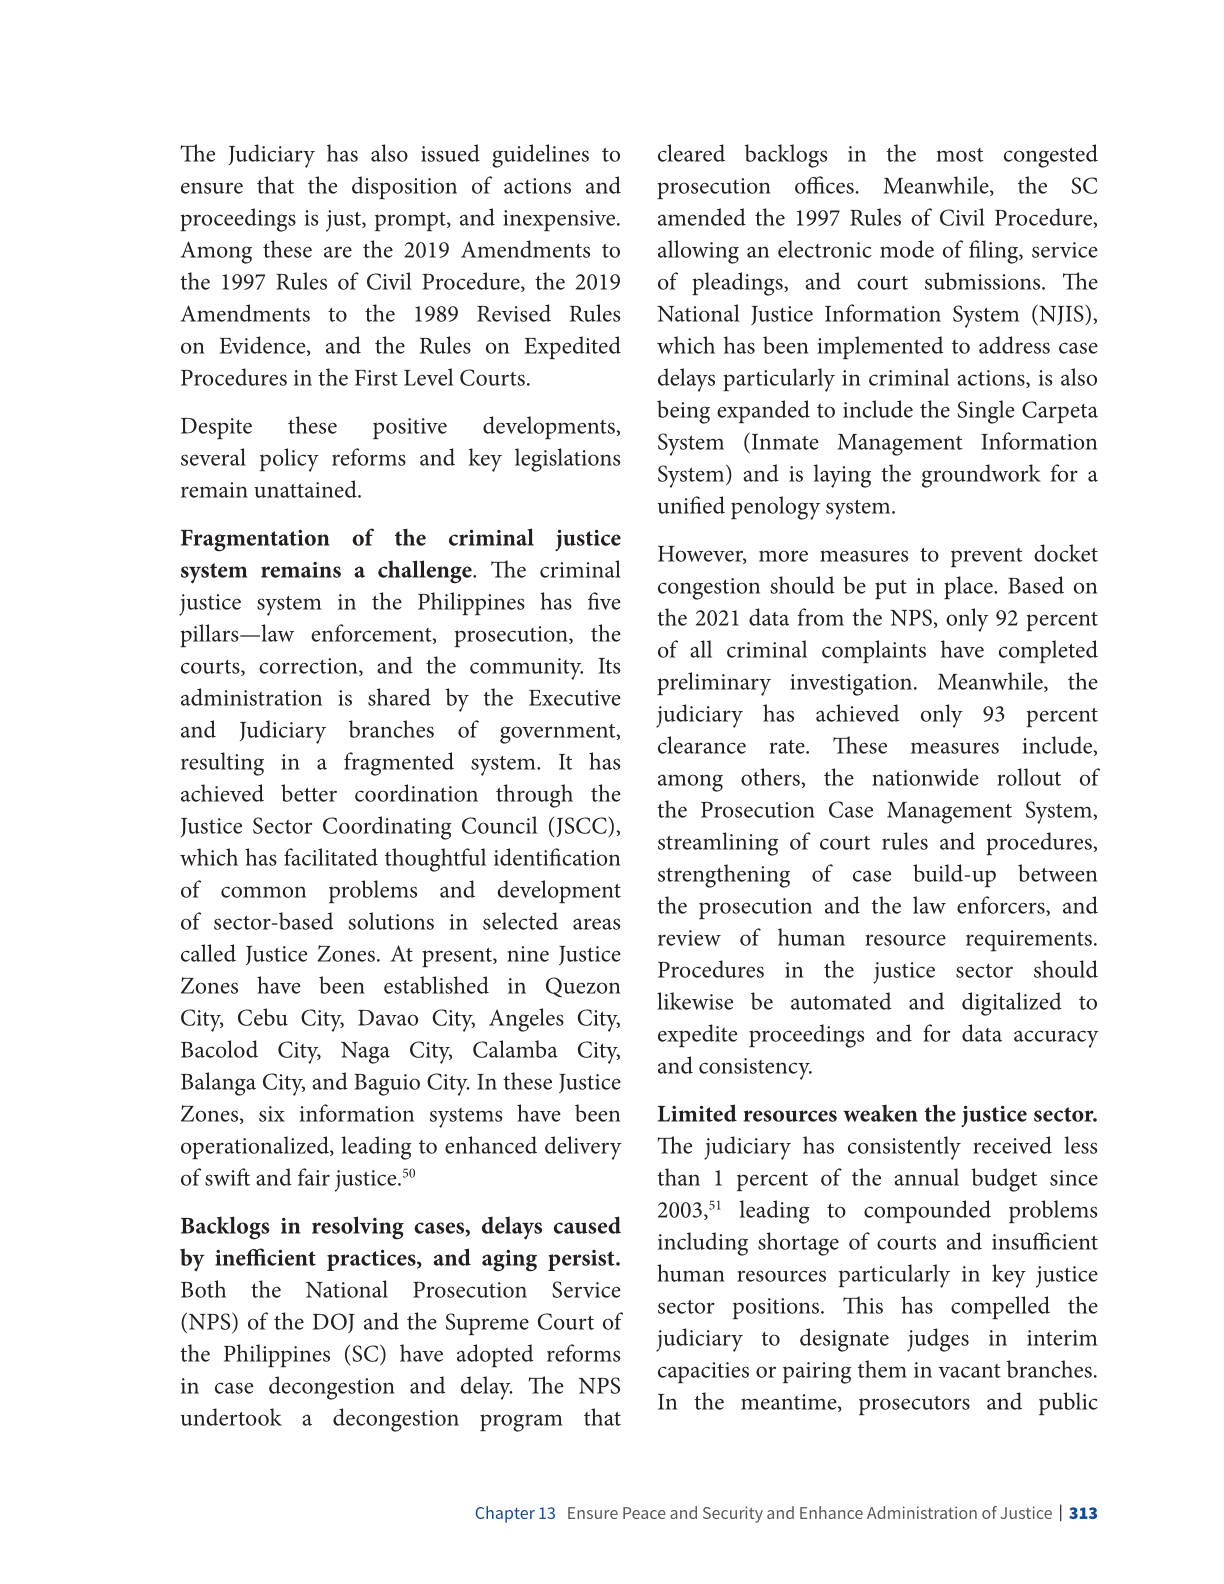 The Judiciary has also issued guidelines to
ensure that the disposition of actions and
proceedings is just, prompt, and inexpensive.
Among these are the 2019 Amendments to
the 1997 Rules of Civil Procedure, the 2019
Amendments to the 1989 Revised Rules
on Evidence, and the Rules on Expedited
Procedures in the First Level Courts.
Despite these positive developments,
several policy reforms and key legislations
remain unattained.
Fragmentation of the criminal justice
system remains a challenge. The criminal
justice system in the Philippines has five
pillars—law enforcement, prosecution, the
courts, correction, and the community. Its
administration is shared by the Executive
and Judiciary branches of government,
resulting in a fragmented system. It has
achieved better coordination through the
Justice Sector Coordinating Council (JSCC),
which has facilitated thoughtful identification
of common problems and development
of sector-based solutions in selected areas
called Justice Zones. At present, nine Justice
Zones have been established in Quezon
City, Cebu City, Davao City, Angeles City,
Bacolod City, Naga City, Calamba City,
Balanga City, and Baguio City. In these Justice
Zones, six information systems have been
operationalized, leading to enhanced delivery
of swift and fair justice.50
Backlogs in resolving cases, delays caused
by inefficient practices, and aging persist.
Both the National Prosecution Service
(NPS) of the DOJ and the Supreme Court of
the Philippines (SC) have adopted reforms
in case decongestion and delay. The NPS
undertook a decongestion program that
cleared backlogs in the most congested
prosecution offices. Meanwhile, the SC
amended the 1997 Rules of Civil Procedure,
allowing an electronic mode of filing, service
of pleadings, and court submissions. The
National Justice Information System (NJIS),
which has been implemented to address case
delays particularly in criminal actions, is also
being expanded to include the Single Carpeta
System (Inmate Management Information
System) and is laying the groundwork for a
unified penology system.
However, more measures to prevent docket
congestion should be put in place. Based on
the 2021 data from the NPS, only 92 percent
of all criminal complaints have completed
preliminary investigation. Meanwhile, the
judiciary has achieved only 93 percent
clearance rate. These measures include,
among others, the nationwide rollout of
the Prosecution Case Management System,
streamlining of court rules and procedures,
strengthening of case build-up between
the prosecution and the law enforcers, and
review of human resource requirements.
Procedures in the justice sector should
likewise be automated and digitalized to
expedite proceedings and for data accuracy
and consistency.
Limited resources weaken the justice sector.
The judiciary has consistently received less
than 1 percent of the annual budget since
2003,51 leading to compounded problems
including shortage of courts and insufficient
human resources particularly in key justice
sector positions. This has compelled the
judiciary to designate judges in interim
capacities or pairing them in vacant branches.
In the meantime, prosecutors and public
Chapter 13 Ensure Peace and Security and Enhance Administration of Justice | 313